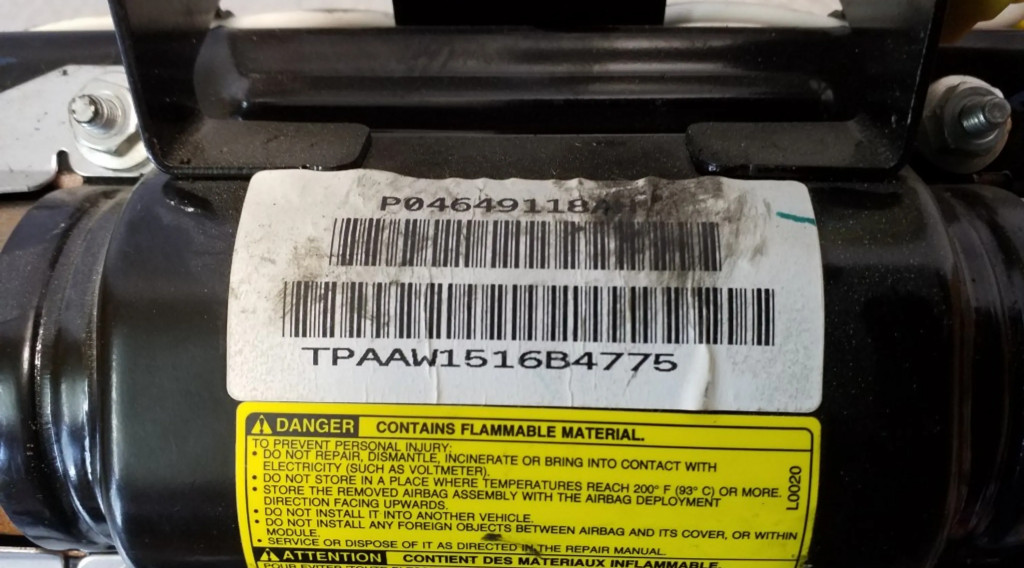 TPAAW1516B4775
DANGER CONTAINS FLAMMABLE MATERIAL.
TO PREVENT PERSONAL INJURY:
• DO NOT REPAIR, DISMANTLE, INCINERATE OR BRING INTO CONTACT WITH
ELECTRICITY (SUCH AS VOLTMETER).
• DO NOT STORE IN A PLACE WHERE TEMPERATURES REACH 200° F (93° C) OR MORE.
• STORE THE REMOVED AIRBAG ASSEMBLY WITH THE AIRBAG DEPLOYMENT
DIRECTION FACING UPWARDS.
• DO NOT INSTALL IT INTO ANOTHER VEHICLE.
• DO NOT INSTALL ANY FOREIGN OBJECTS BETWEEN AIRBAG AND ITS COVER, OR WITHIN
MODULE.
• SERVICE OR DISPOSE OF IT AS DIRECTED IN THE REPAIR MANUAL.
L0020
ATTENTION CONTIENT DES MATERIAUX INFLAMMABLE.
POUR EVITER TOUTE